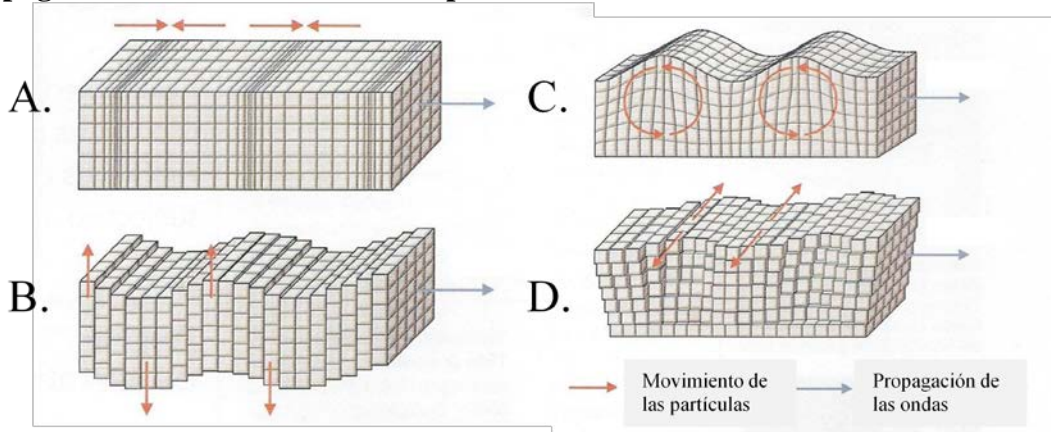 A.
C.
B.
D.
Movimiento de
las partículas
Propagación de
las ondas